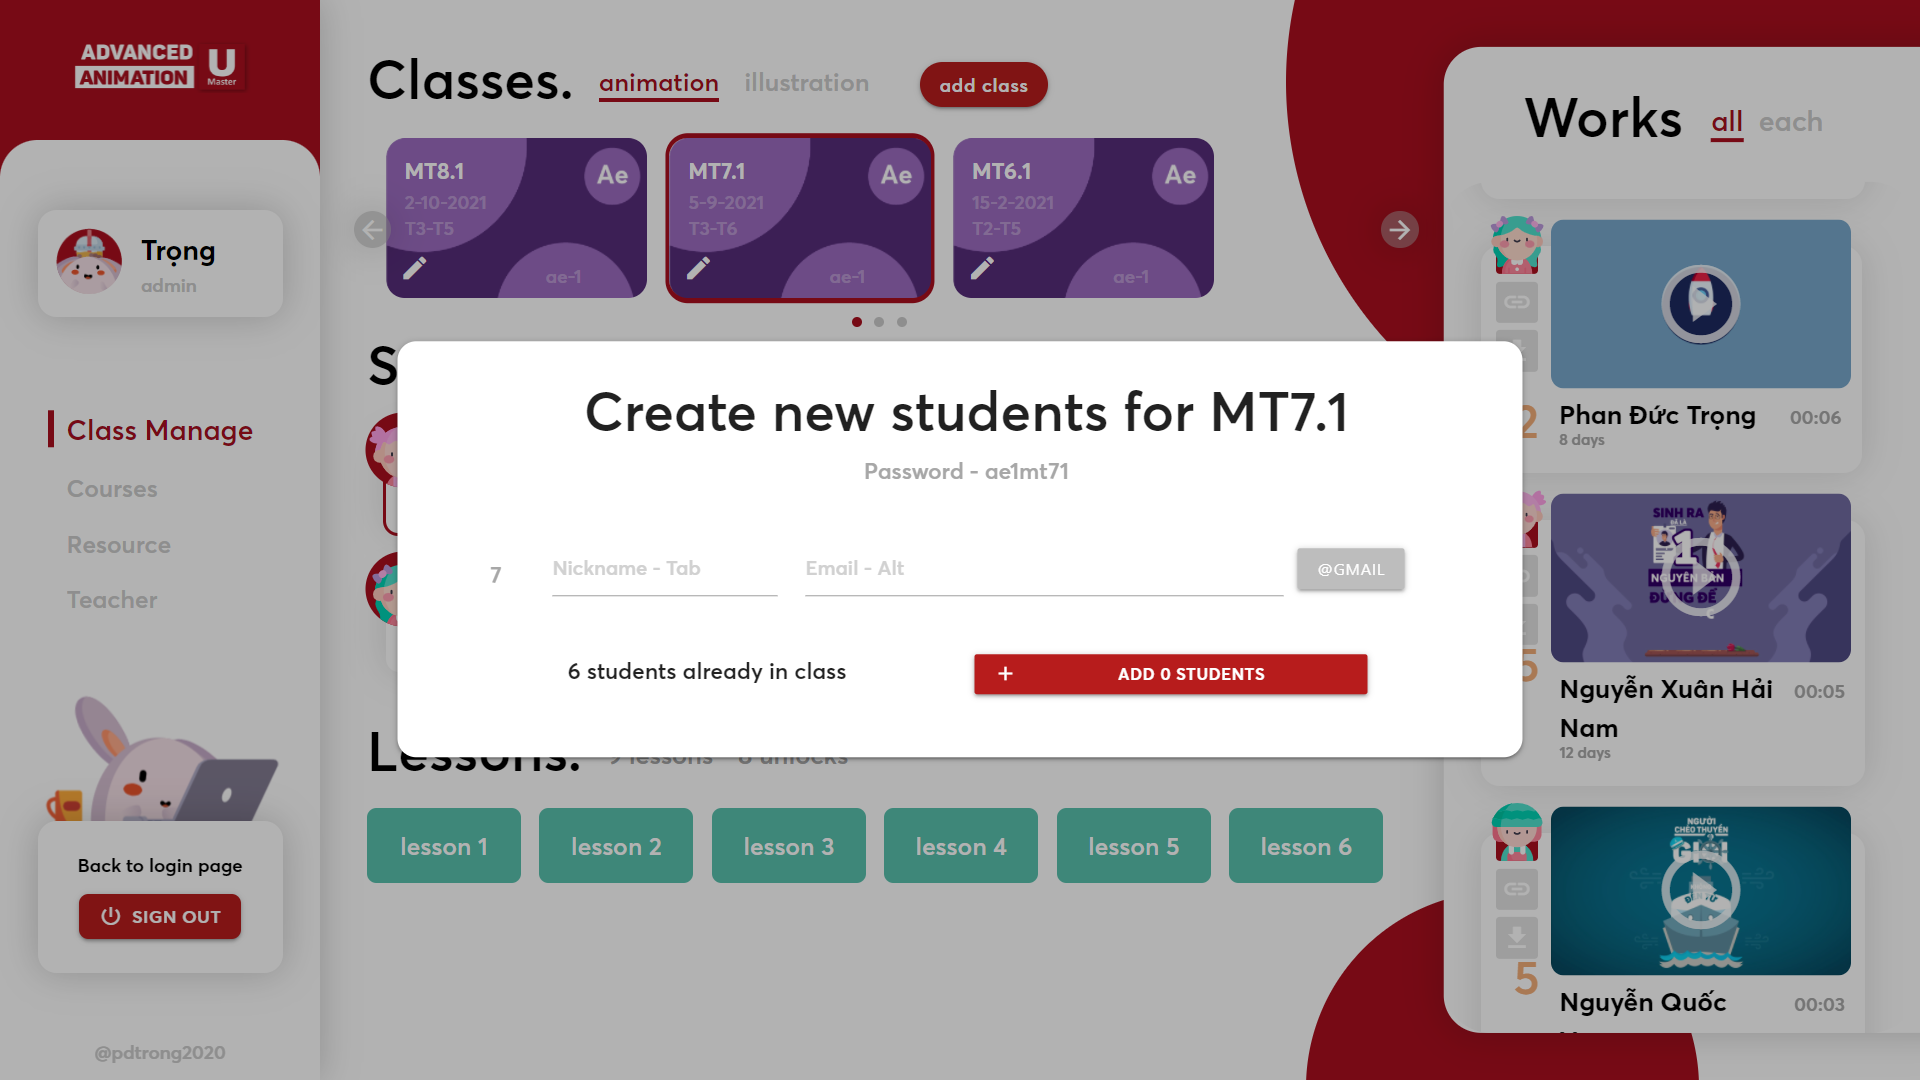 ADVANCED
ANIMATION
U
Master
Trọng
admin
Class Manage
Courses
Resource
Teacher
Back to login page
SIGN OUT
@pdtrong2020
Classes.
animation
illustration
add class
MT8.1
2-10-2021
T3-T5
Ae
ae-1
MT7.1
5-9-2021
T3-T6
Ae
ae-1
MT6.1
15-2-2021
T2-T5
Ae
ae-1
S
Create new students for MT7.1
Password - ae1mt71
7
Nickname - Tab
Email - Alt
@GMAIL
6 students already in class
+ ADD 0 STUDENTS
Lessons.
9 lessons
lesson 1
lesson 2
lesson 3
lesson 4
lesson 5
lesson 6
Works
all
each
2
Phan Đức Trọng
00:06
8 days
SINH RA
ĐÃ LÀ
1
NGUYÊN BẢN
ĐỪNG ĐỂ
5
Nguyễn Xuân Hải
Nam
00:05
12 days
NGƯỜI
CHÈO THUYỀN
5
Nguyễn Quốc
00:03